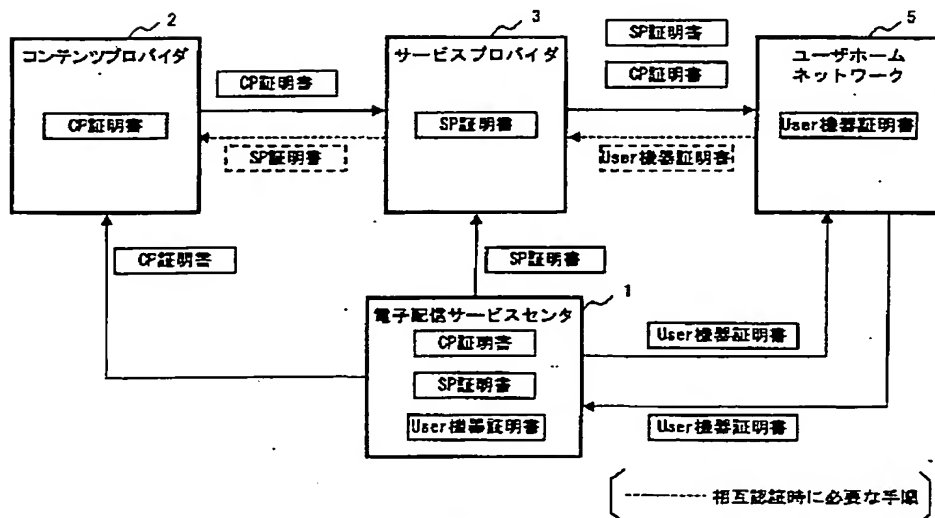 2
コンテンツプロバイダ
CP証明書
CP証明書
SP証明書
3
サービスプロバイダ
SP証明書
SP証明書
CP証明書
User機器証明書
5
ユーザホーム
ネットワーク
User機器証明書
CP証明書
SP証明書
1
電子配信サービスセンタ
CP証明書
SP証明書
User機器証明書
User機器証明書
User機器証明書
相互認証時に必要な手順